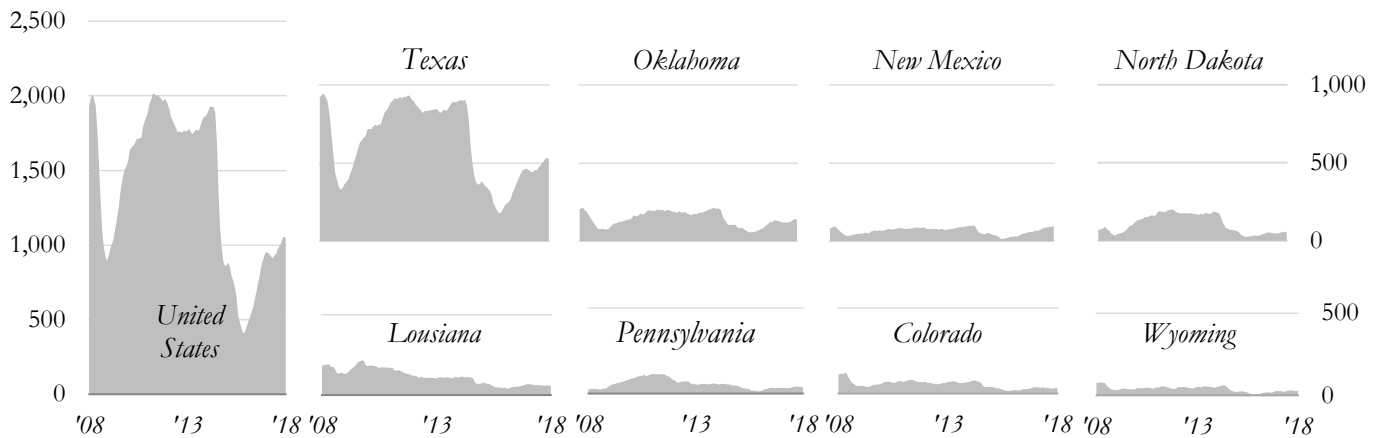 2,500
2,000
1,500
1,000
500
0
United
States
'08 '13 '18
Texas
Oklahoma
New Mexico
North Dakota
1,000
500
0
Lousiana
Pennsylvania
Colorado
Wyoming
500
0
'08 '13 '18
'08 '13 '18
'08 '13 '18
'08 '13 '18